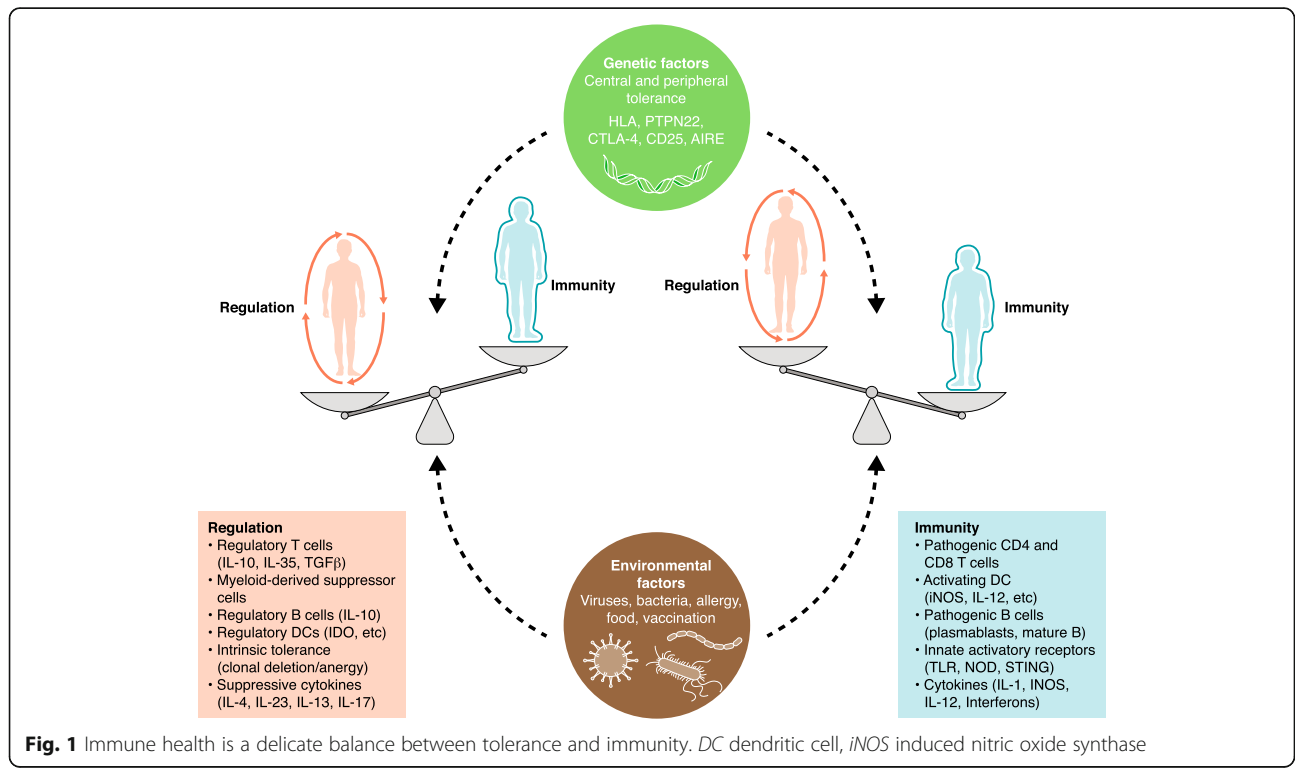 Genetic factors
Central and peripheral
tolerance
HLA, PTPN22,
CTLA-4, CD25, AIRE
Regulation
Immunity
Regulation
Immunity
Regulation
• Regulatory T cells
(IL-10, IL-35, TGFβ)
• Myeloid-derived suppressor
cells
• Regulatory B cells (IL-10)
• Regulatory DCs (IDO, etc)
• Intrinsic tolerance
(clonal deletion/anergy)
• Suppressive cytokines
(IL-4, IL-23, IL-13, IL-17)
Environmental
factors
Viruses, bacteria, allergy,
food, vaccination
Immunity
• Pathogenic CD4 and
CD8 T cells
• Activating DC
(iNOS, IL-12, etc)
• Pathogenic B cells
(plasmablasts, mature B)
• Innate activatory receptors
(TLR, NOD, STING)
• Cytokines (IL-1, INOS,
IL-12, Interferons)
Fig. 1 Immune health is a delicate balance between tolerance and immunity. DC dendritic cell, iNOS induced nitric oxide synthase